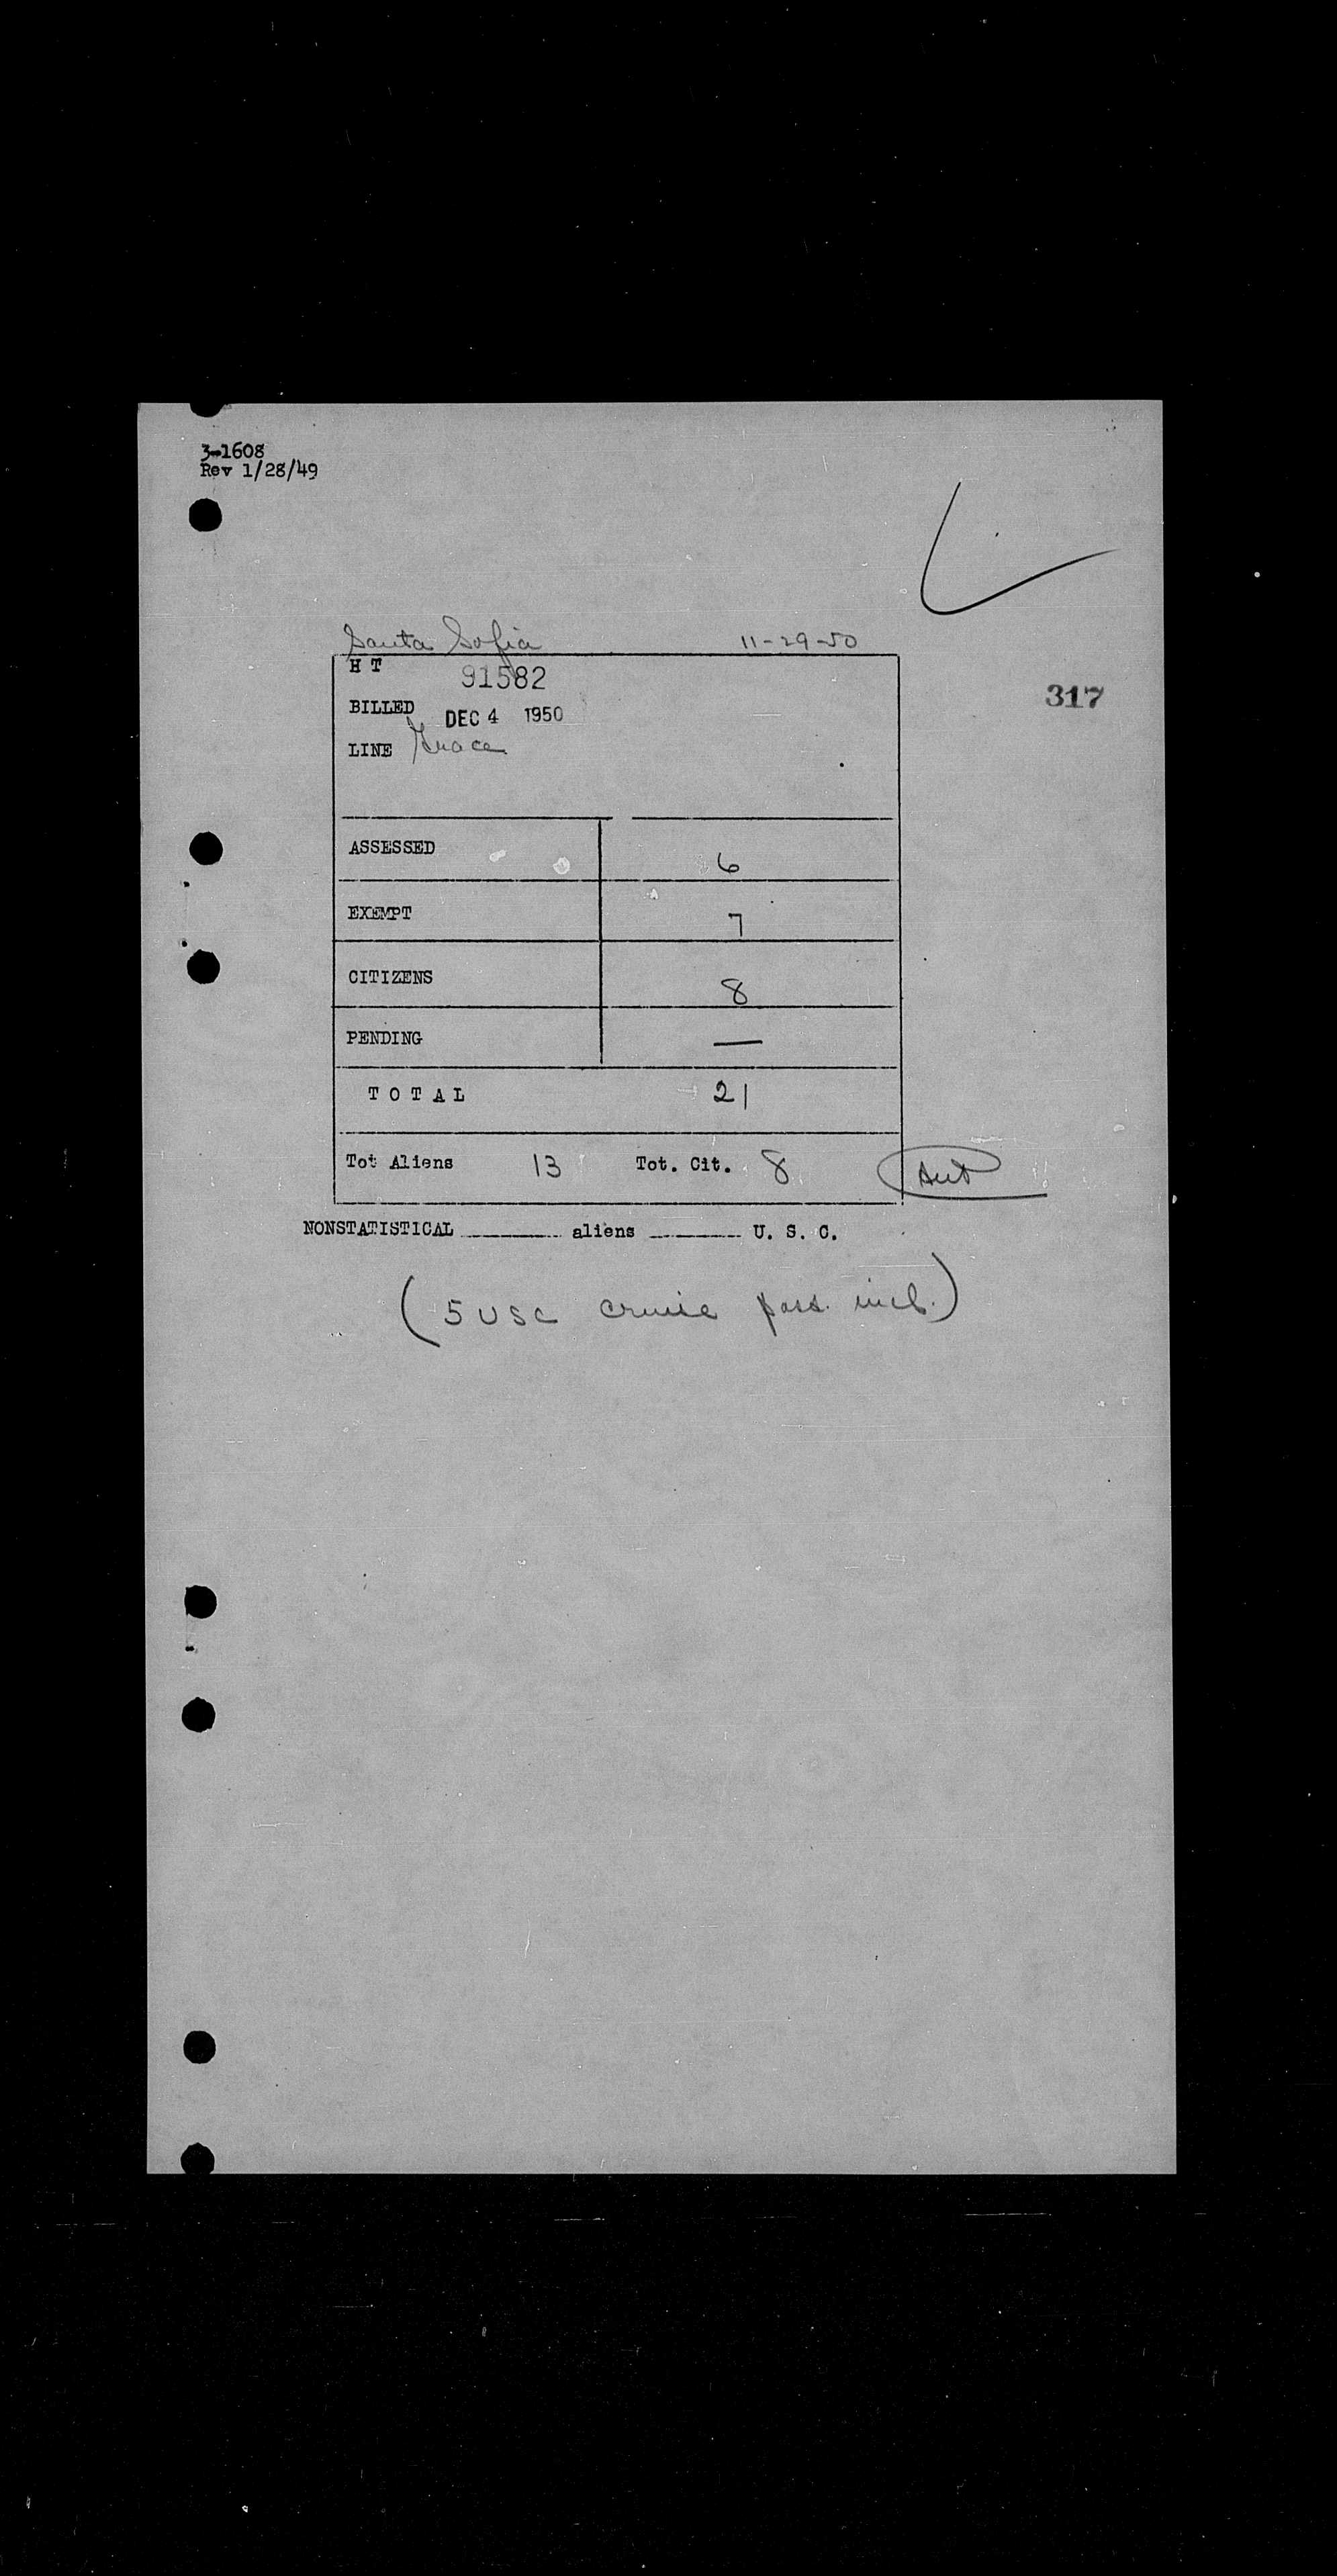 3-1608
Rev 1/28/49
Santa Sofia 11-29-50
H T 91582
317
BILLED DEC 4 1950
LINE Grace
ASSESSED 6
EXEMPT 7
CITIZENS 8
PENDING —
T O T A L 21
Tot Aliens 13 Tot. Cit. 8
NONSTATISTICAL ______ aliens ______ U. S. C.
(5 USC cruise pass. incl.)